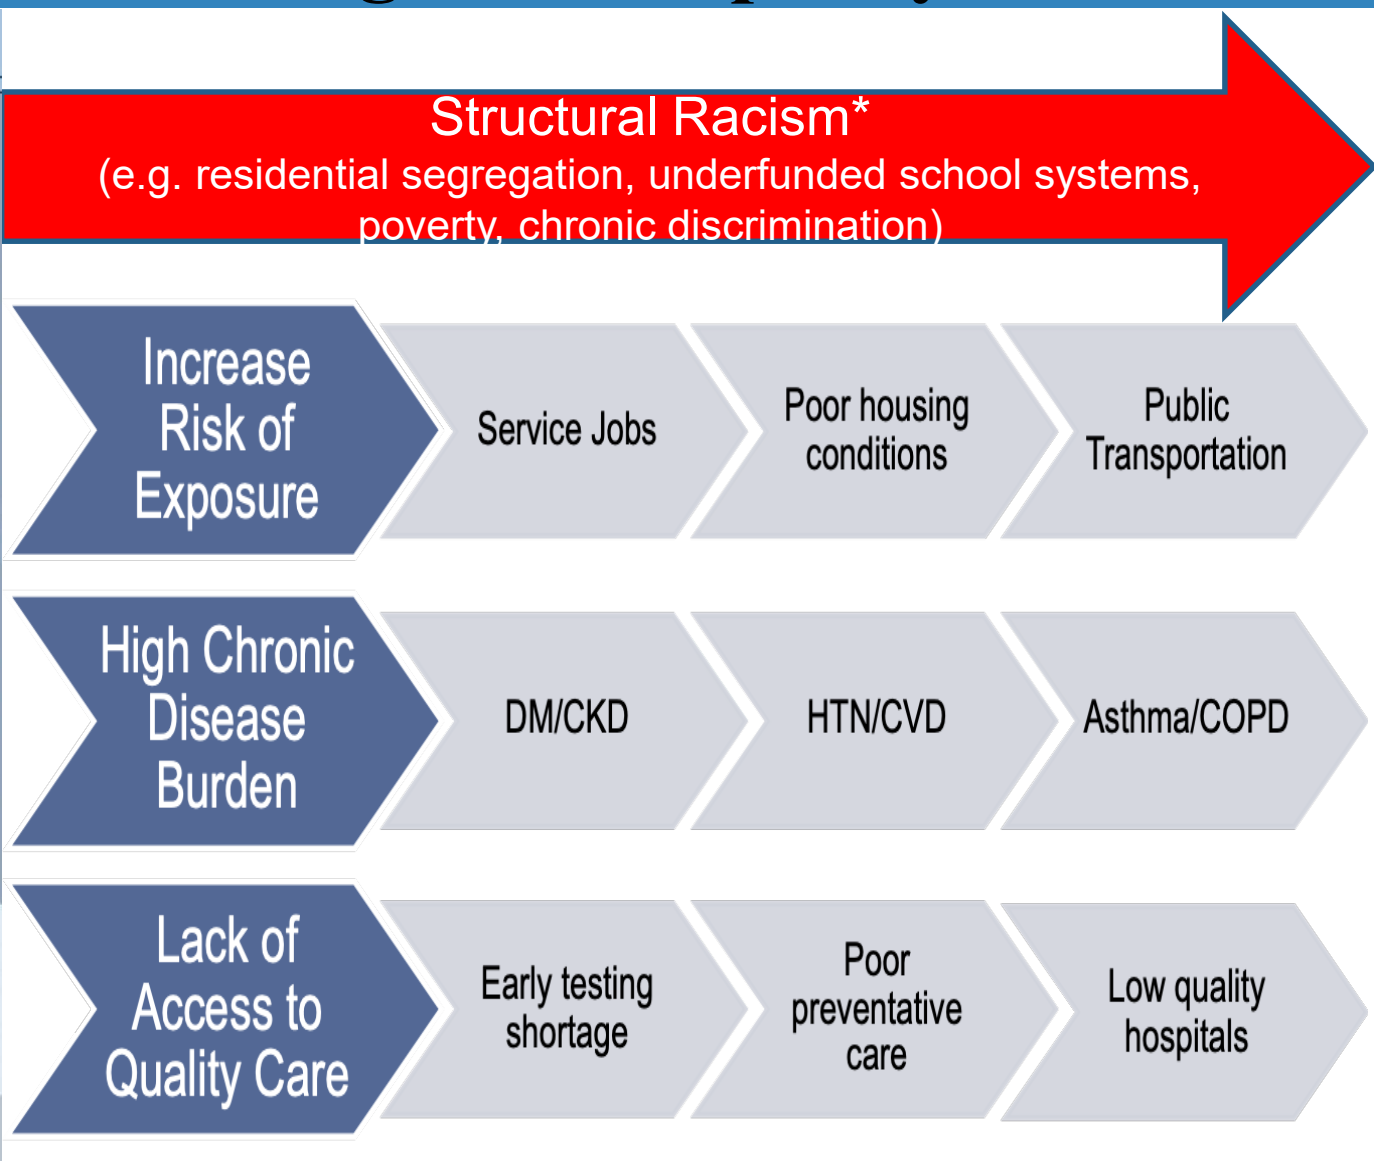 Structural Racism*
(e.g. residential segregation, underfunded school systems,
poverty, chronic discrimination)
Increase
Risk of
Exposure
Service Jobs
Poor housing
conditions
Public
Transportation
High Chronic
Disease
Burden
DM/CKD
HTN/CVD
Asthma/COPD
Lack of
Access to
Quality Care
Early testing
shortage
Poor
preventative
care
Low quality
hospitals